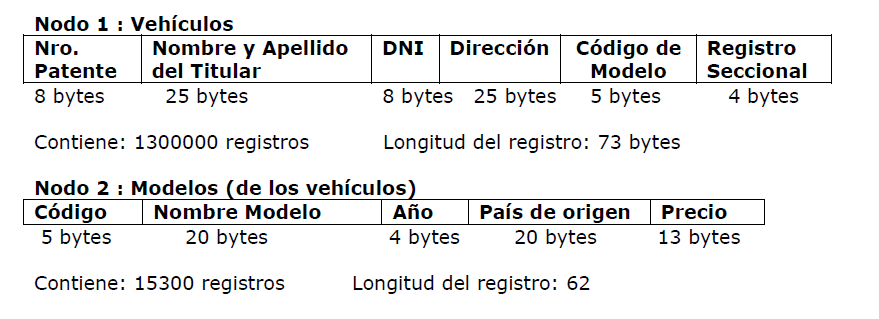 Nodo 1 : Vehículos
Nro. Nombre y Apellido DNI Dirección Código de Registro
Patente del Titular Modelo Seccional
8 bytes 25 bytes 8 bytes 25 bytes 5 bytes 4 bytes
Contiene: 1300000 registros Longitud del registro: 73 bytes
Nodo 2 : Modelos (de los vehículos)
Código Nombre Modelo Año País de origen Precio
5 bytes 20 bytes 4 bytes 20 bytes 13 bytes
Contiene: 15300 registros Longitud del registro: 62